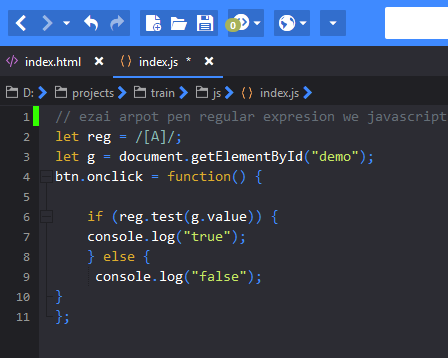 0
index.html
index.js *
D: projects train js index.js
1 // ezai arpot pen regular expresion we javascript
2 let reg = /[A]/;
3 let g = document.getElementById("demo");
4 btn.onclick = function() {
5
6 if (reg.test(g.value)) {
7 console.log("true");
8 } else {
9 console.log("false");
10 }
11 };